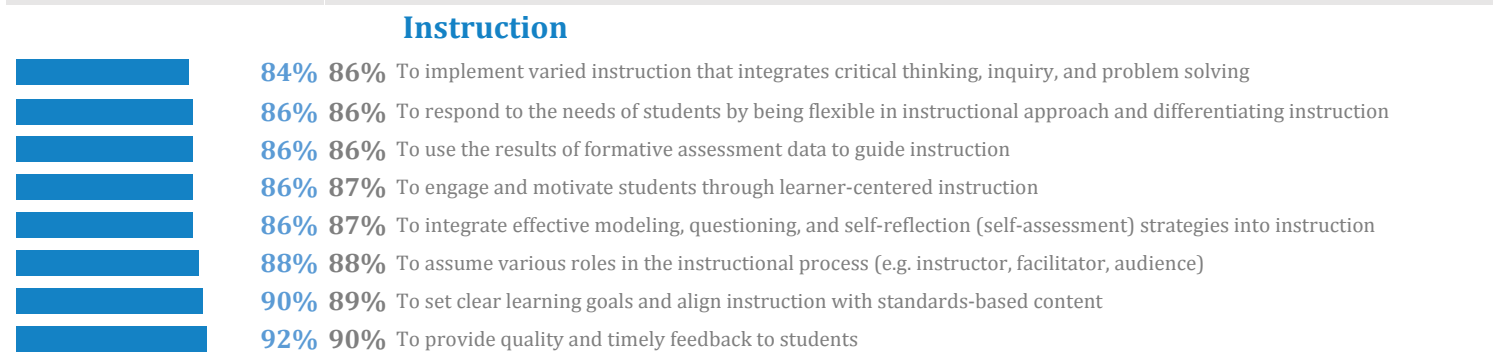 Instruction
84% 86% To implement varied instruction that integrates critical thinking, inquiry, and problem solving
86% 86% To respond to the needs of students by being flexible in instructional approach and differentiating instruction
86% 86% To use the results of formative assessment data to guide instruction
86% 87% To engage and motivate students through learner-centered instruction
86% 87% To integrate effective modeling, questioning, and self-reflection (self-assessment) strategies into instruction
88% 88% To assume various roles in the instructional process (e.g. instructor, facilitator, audience)
90% 89% To set clear learning goals and align instruction with standards-based content
92% 90% To provide quality and timely feedback to students